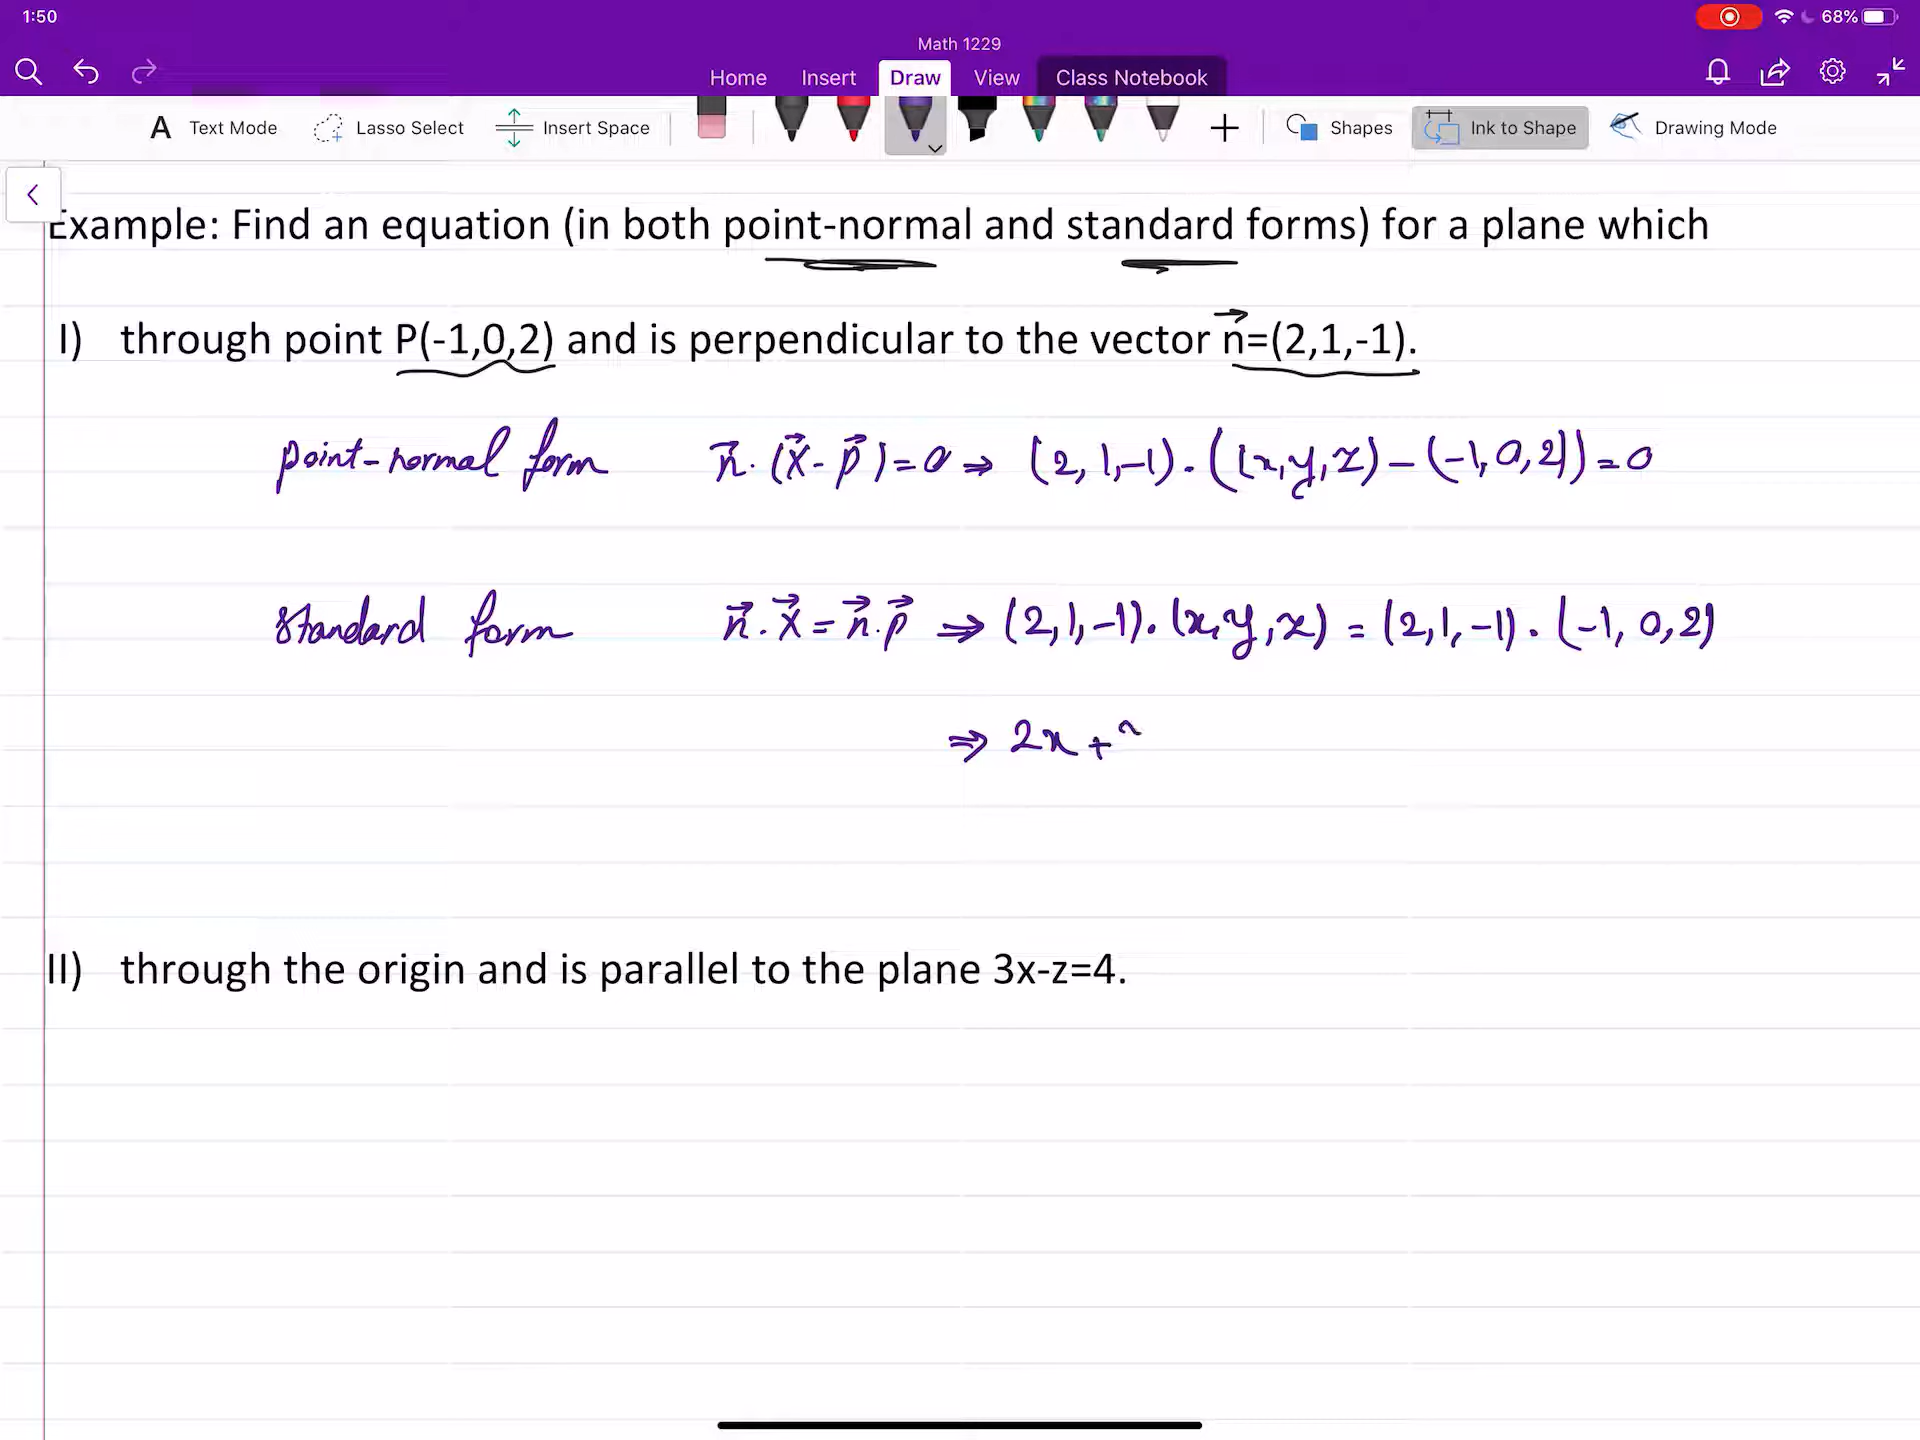 1:50
68%
Math 1229
Home Insert Draw View Class Notebook
A Text Mode Lasso Select Insert Space Shapes Ink to Shape Drawing Mode
Example: Find an equation (in both point-normal and standard forms) for a plane which
I) through point P(-1,0,2) and is perpendicular to the vector n⃗=(2,1,-1).
point-normal form n⃗·(x⃗-p⃗)=0 ⇒ (2,1,-1)·((x,y,z)-(-1,0,2))=0
standard form n⃗·x⃗=n⃗·p⃗ ⇒ (2,1,-1)·(x,y,z)=(2,1,-1)·(-1,0,2)
⇒ 2x+
II) through the origin and is parallel to the plane 3x-z=4.